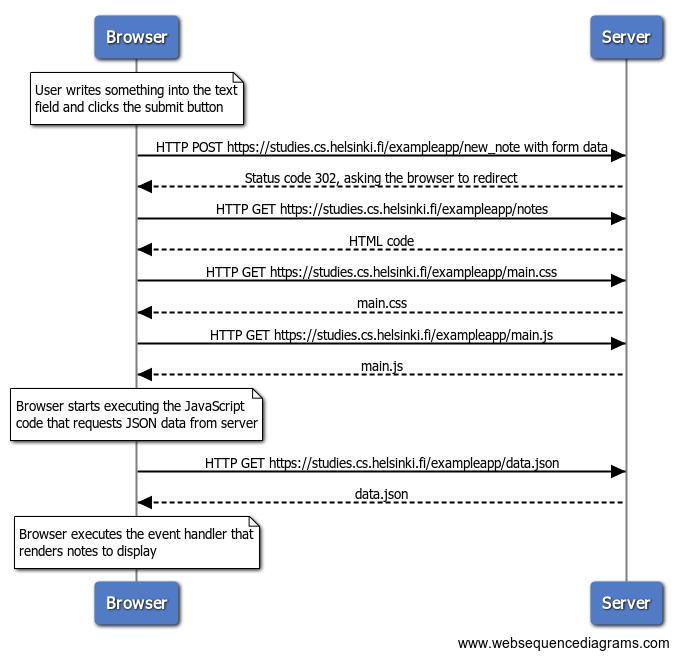 Browser
Server
User writes something into the text
field and clicks the submit button
HTTP POST https://studies.cs.helsinki.fi/exampleapp/new_note with form data
Status code 302, asking the browser to redirect
HTTP GET https://studies.cs.helsinki.fi/exampleapp/notes
HTML code
HTTP GET https://studies.cs.helsinki.fi/exampleapp/main.css
main.css
HTTP GET https://studies.cs.helsinki.fi/exampleapp/main.js
main.js
Browser starts executing the JavaScript
code that requests JSON data from server
HTTP GET https://studies.cs.helsinki.fi/exampleapp/data.json
data.json
Browser executes the event handler that
renders notes to display
Browser
Server
www.websequencediagrams.com